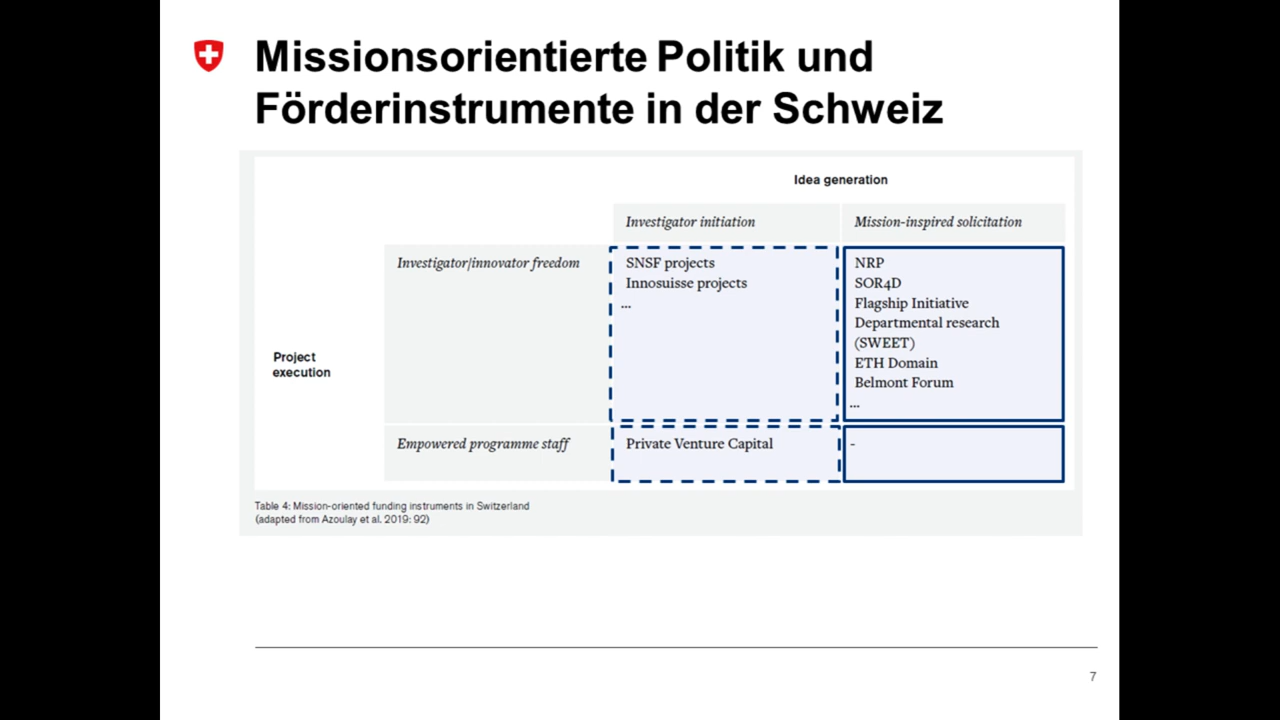 Missionsorientierte Politik und
Förderinstrumente in der Schweiz
Idea generation
Investigator initiation
Mission-inspired solicitation
Project
execution
Investigator/innovator freedom
SNSF projects
Innosuisse projects
...
NRP
SOR4D
Flagship Initiative
Departmental research
(SWEET)
ETH Domain
Belmont Forum
...
Empowered programme staff
Private Venture Capital
-
Table 4: Mission-oriented funding instruments in Switzerland
(adapted from Azoulay et al. 2019: 92)
7